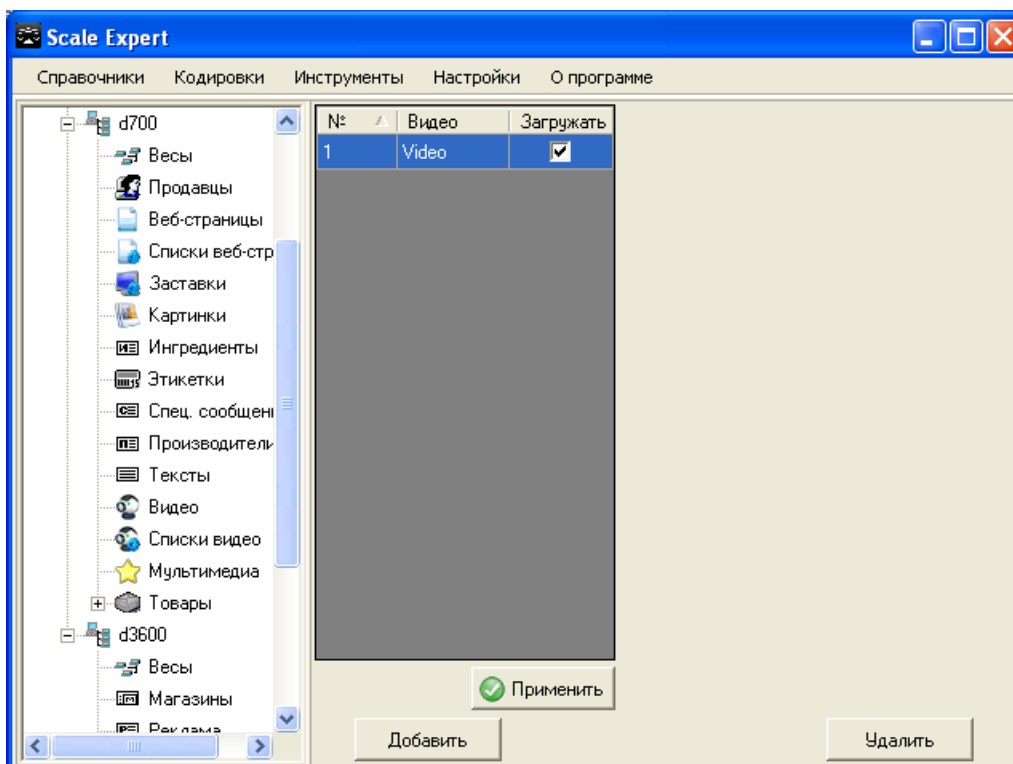 Scale Expert
Справочники Кодировки Инструменты Настройки О программе
d700
Весы
Продавцы
Веб-страницы
Списки веб-стр
Заставки
Картинки
Ингредиенты
Этикетки
Спец. сообщени
Производители
Тексты
Видео
Списки видео
Мультимедиа
Товары
d3600
Весы
Магазины
Реклама
№ Видео Загружать
1 Video
Применить
Добавить Удалить